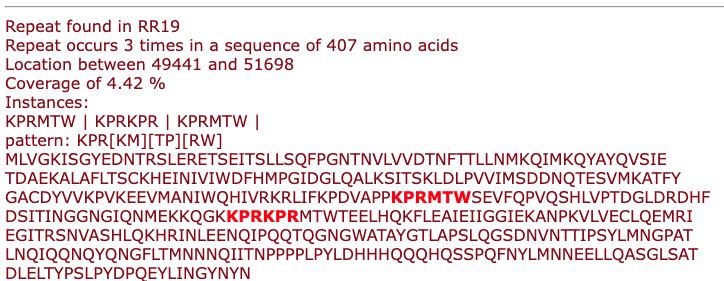 Repeat found in RR19
Repeat occurs 3 times in a sequence of 407 amino acids
Location between 49441 and 51698
Coverage of 4.42 %
Instances:
KPRMTW | KPRKPR | KPRMTW |
pattern: KPR[KM][TP][RW]
MLVGKISGYEDNTRSLERETSEITSLLSQFPGNTNVLVVDTNFTTLLNMKQIMKQYAYQVSIE
TDAEKALAFLTSCKHEINIVIWDFHMPGIDGLQALKSITSKLDLPVVIMSDDNQTESVMKATFY
GACDYVVKPVKEEVMANIWQHIVRKRLIFKPDVAPPKPRMTWSEVFQPVQSHLVPTDGLDRDHF
DSITINGGNGIQNMEKKQGKKPRKPRMTWTEELHQKFLEAIEIIGGIEKANPKVLVECLQEMRI
EGITRSNVASHLQKHRINLEENQIPQQTQGNGWATAYGTLAPSLQGSDNVNTTIPSYLMNGPAT
LNQIQQNQYQNGFLTMNNNQIITNPPPPLPYLDHHHQQQHQSSPQFNYLMNNEELLQASGLSAT
DLELTYPSLPYDPQEYLINGYNYN